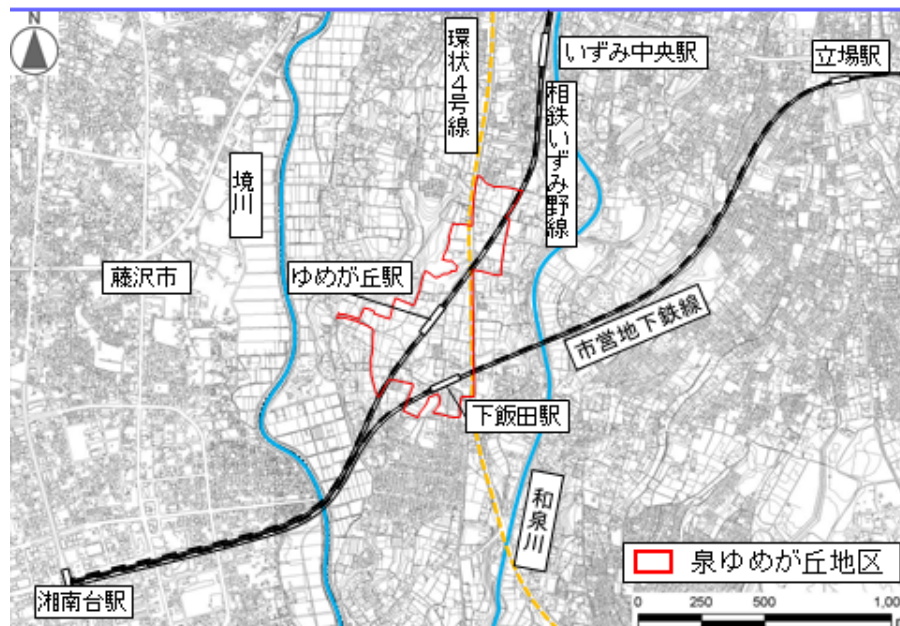 N
環状4号線
いずみ中央駅
立場駅
相鉄いずみ野線
境川
藤沢市
ゆめが丘駅
市営地下鉄線
下飯田駅
和泉川
湘南台駅
泉ゆめが丘地区
0 250 500